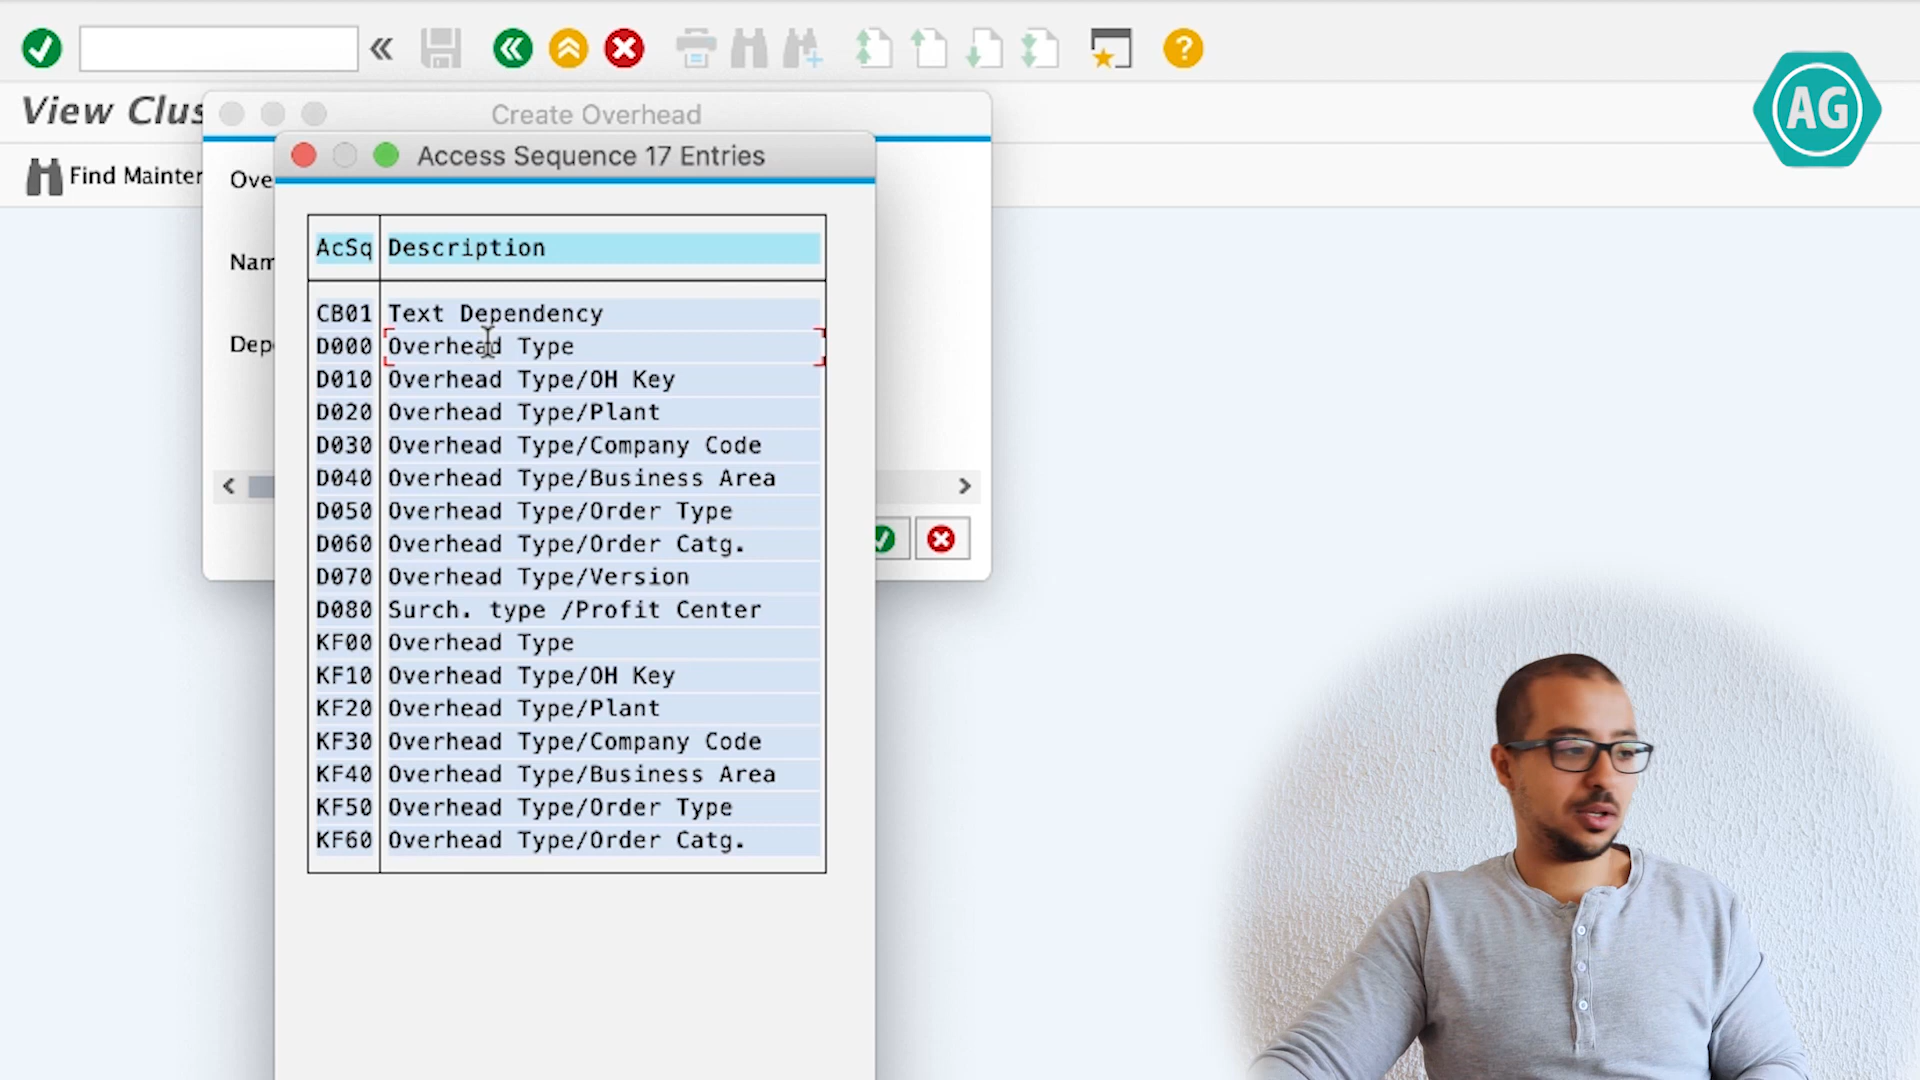 AG
View Clus
Create Overhead
Access Sequence 17 Entries
Find Mainten
Ove
Nam
Dep
AcSq Description
CB01 Text Dependency
D000 Overhead Type
D010 Overhead Type/OH Key
D020 Overhead Type/Plant
D030 Overhead Type/Company Code
D040 Overhead Type/Business Area
D050 Overhead Type/Order Type
D060 Overhead Type/Order Catg.
D070 Overhead Type/Version
D080 Surch. type /Profit Center
KF00 Overhead Type
KF10 Overhead Type/OH Key
KF20 Overhead Type/Plant
KF30 Overhead Type/Company Code
KF40 Overhead Type/Business Area
KF50 Overhead Type/Order Type
KF60 Overhead Type/Order Catg.